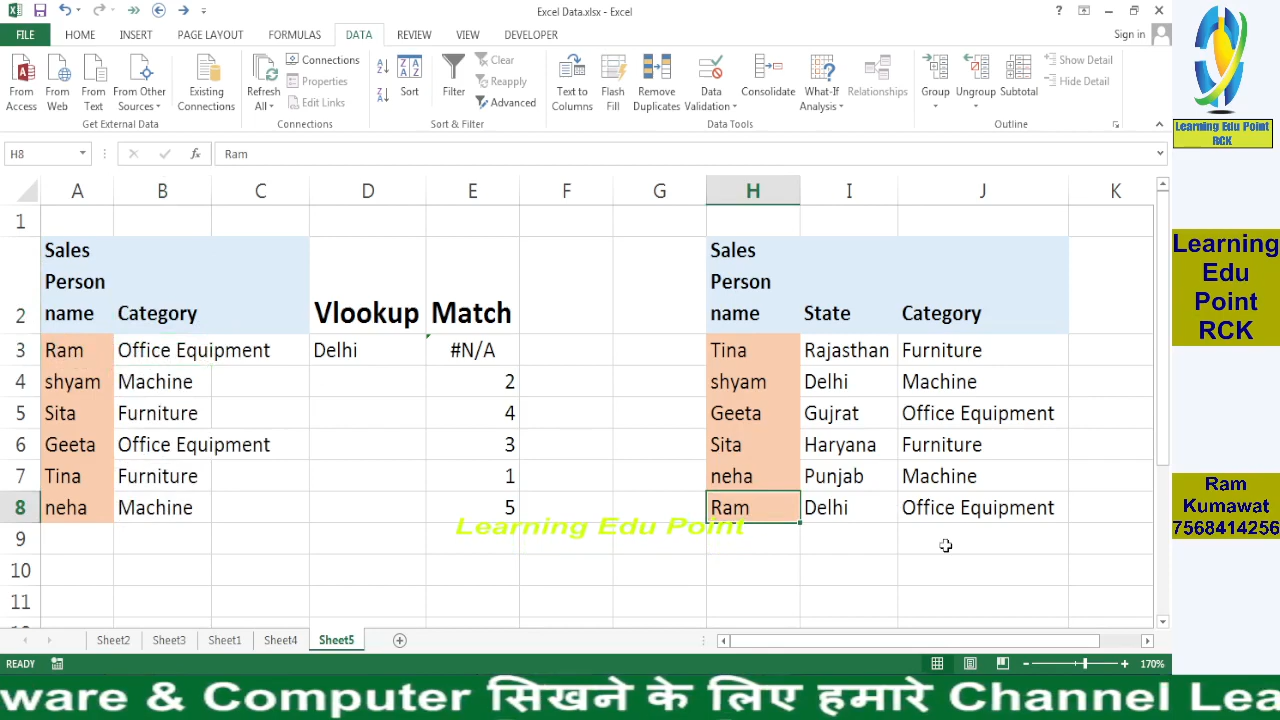 Excel Data.xlsx - Excel
FILE HOME INSERT PAGE LAYOUT FORMULAS DATA REVIEW VIEW DEVELOPER Sign in
From Access
From Web
From Text
From Other Sources
Existing Connections
Refresh All
Connections
Properties
Edit Links
Sort
Filter
Clear
Reapply
Advanced
Text to Columns
Flash Fill
Remove Duplicates
Data Validation
Consolidate
What-If Analysis
Relationships
Group
Ungroup
Subtotal
Show Detail
Hide Detail
Get External Data Connections Sort & Filter Data Tools Outline
H8 fx Ram
A B C D E F G H I J K
1
2 Sales Person name Category Vlookup Match Sales Person name State Category
3 Ram Office Equipment Delhi #N/A Tina Rajasthan Furniture
4 shyam Machine 2 shyam Delhi Machine
5 Sita Furniture 4 Geeta Gujrat Office Equipment
6 Geeta Office Equipment 3 Sita Haryana Furniture
7 Tina Furniture 1 neha Punjab Machine
8 neha Machine 5 Ram Delhi Office Equipment
Learning Edu Point
9
10
11
Sheet2 Sheet3 Sheet1 Sheet4 Sheet5
READY 170%
Learning Edu Point
RCK
Learning
Edu
Point
RCK
Ram
Kumawat
7568414256
ware & Computer सिखने के लिए हमारे Channel Lea